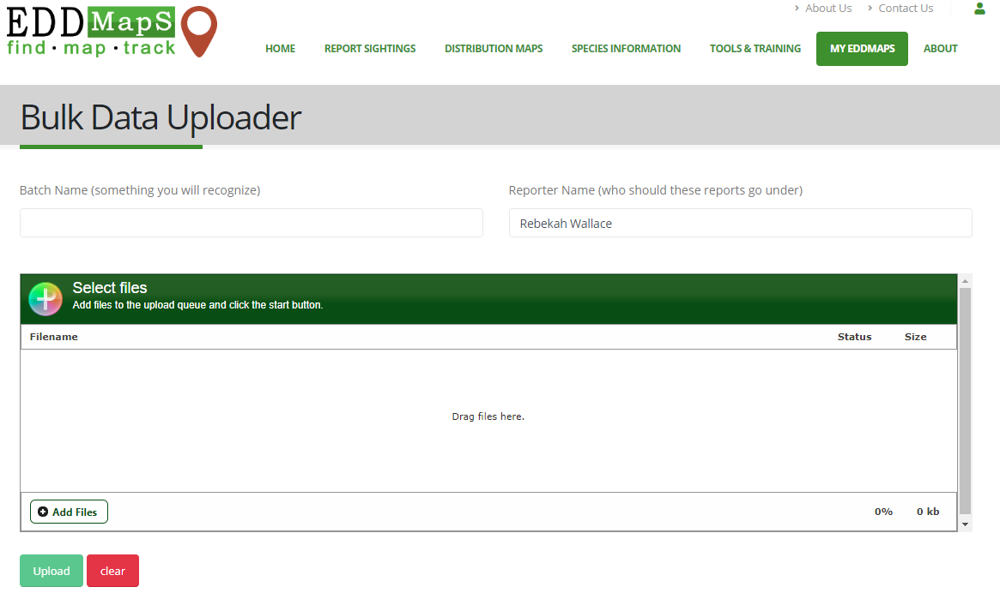 EDDMapS
find · map · track
About Us
Contact Us
HOME
REPORT SIGHTINGS
DISTRIBUTION MAPS
SPECIES INFORMATION
TOOLS & TRAINING
MY EDDMAPS
ABOUT
Bulk Data Uploader
Batch Name (something you will recognize)
Reporter Name (who should these reports go under)
Rebekah Wallace
Select files
Add files to the upload queue and click the start button.
Filename
Status
Size
Drag files here.
Add Files
0%
0 kb
Upload
clear